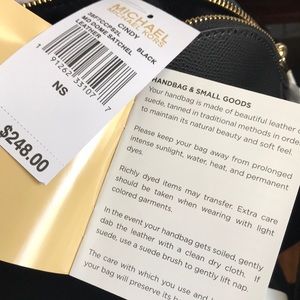 MICHAEL
MICHAEL KORS
CINDY BLACK
MD DOME SATCHEL
LEATHER
NS
$248.00
HANDBAG & SMALL GOODS
Your handbag is made of beautiful leather
suede, tanned in traditional methods in order
to maintain its natural beauty and soft feel.
Please keep your bag away from prolonged
intense sunlight, water, heat, and permanent
dyes.
Richly dyed items may transfer. Extra care
should be taken when wearing with light
colored garments.
In the event your handbag gets soiled, gently
dab the leather with a clean dry cloth. If
suede, use a suede brush to gently lift nap.
The care with which you use and
your bag will preserve its